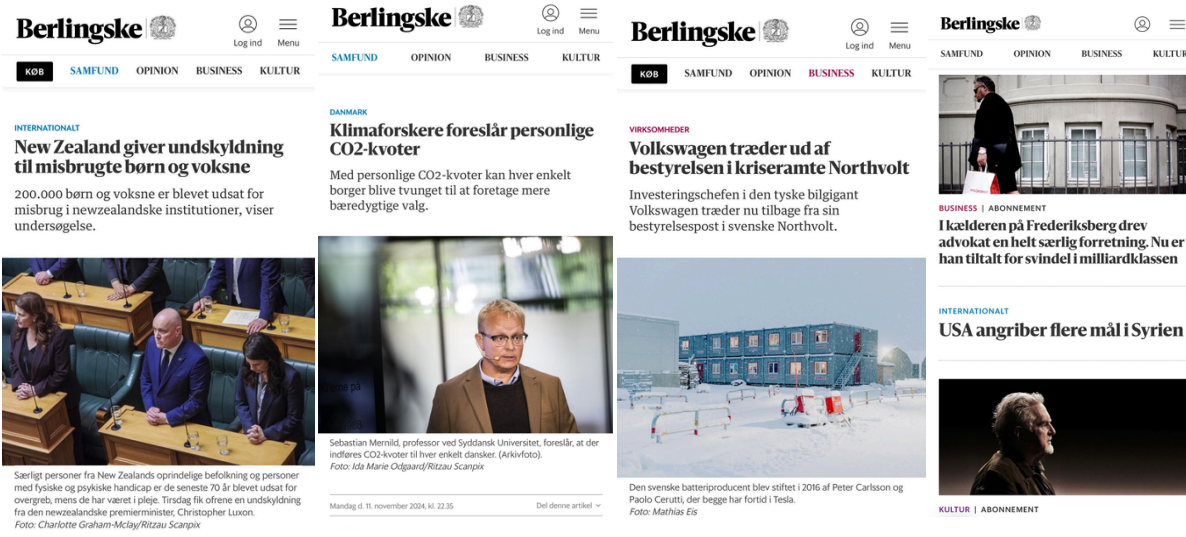 Berlingske
Log ind
Menu
KØB
SAMFUND
OPINION
BUSINESS
KULTUR
INTERNATIONALT
New Zealand giver undskyldning
til misbrugte børn og voksne
200.000 børn og voksne er blevet udsat for
misbrug i newzealandske institutioner, viser
undersøgelse.
Særligt personer fra New Zealands oprindelige befolkning og personer
med fysiske og psykiske handicap er de seneste 70 år blevet udsat for
overgreb, mens de har været i pleje. Tirsdag fik ofrene en undskyldning
fra den newzealandske premierminister, Christopher Luxon.
Foto: Charlotte Graham-Mclay/Ritzau Scanpix
Berlingske
Log ind
Menu
SAMFUND
OPINION
BUSINESS
KULTUR
DANMARK
Klimaforskere foreslår personlige
CO2-kvoter
Med personlige CO2-kvoter kan hver enkelt
borger blive tvunget til at foretage mere
bæredygtige valg.
Sebastian Mernild, professor ved Syddansk Universitet, foreslår, at der
indføres CO2-kvoter til hver enkelt dansker. (Arkivfoto).
Foto: Ida Marie Odgaard/Ritzau Scanpix
Mandag d. 11. november 2024, kl. 22.35
Del denne artikel
Berlingske
Log ind
Menu
KØB
SAMFUND
OPINION
BUSINESS
KULTUR
VIRKSOMHEDER
Volkswagen træder ud af
bestyrelsen i kriseramte Northvolt
Investeringschefen i den tyske bilgigant
Volkswagen træder nu tilbage fra sin
bestyrelsespost i svenske Northvolt.
Den svenske batteriproducent blev stiftet i 2016 af Peter Carlsson og
Paolo Cerutti, der begge har fortid i Tesla.
Foto: Mathias Eis
Berlingske
SAMFUND
OPINION
BUSINESS
KULTU
BUSINESS | ABONNEMENT
I kælderen på Frederiksberg drev
advokat en helt særlig forretning. Nu er
han tiltalt for svindel i milliardklassen
INTERNATIONALT
USA angriber flere mål i Syrien
KULTUR | ABONNEMENT